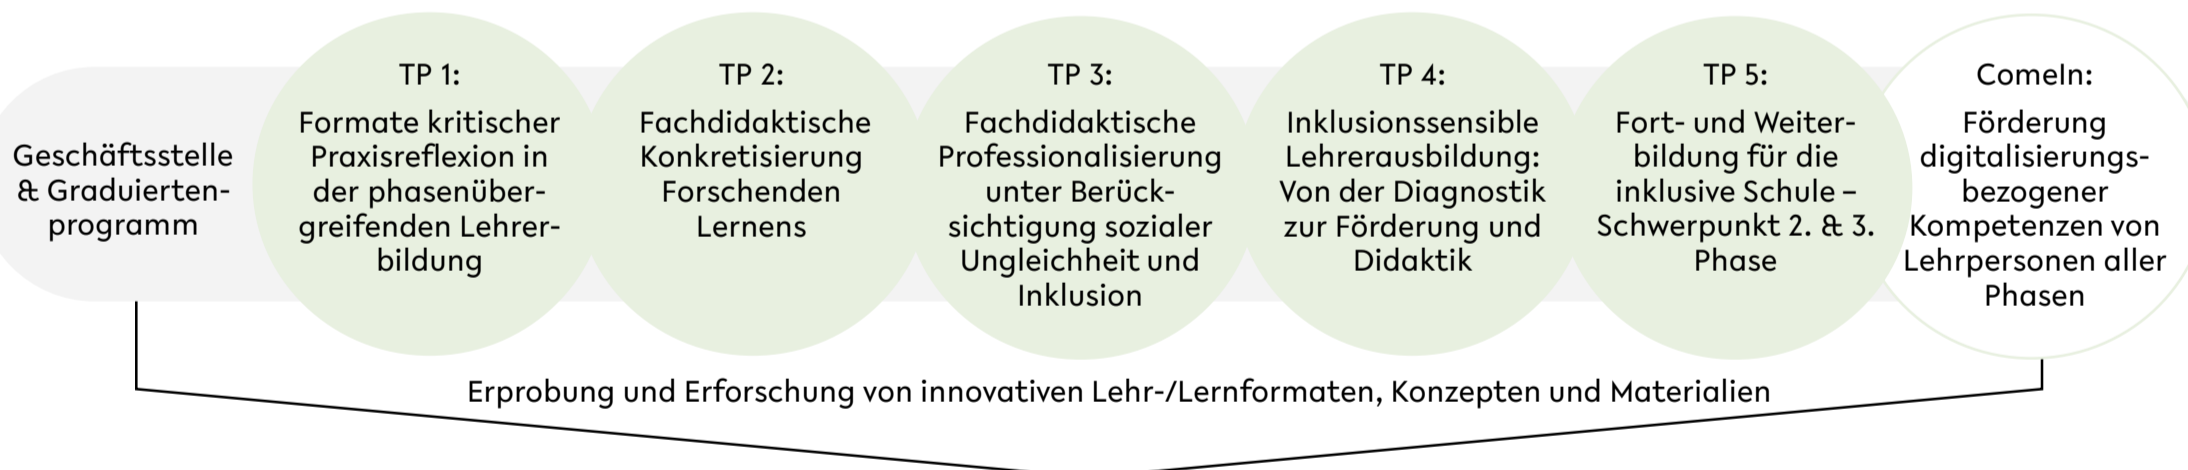 Geschäftsstelle
& Graduierten-
programm
TP 1:
Formate kritischer
Praxisreflexion in
der phasenüber-
greifenden Lehrer-
bildung
TP 2:
Fachdidaktische
Konkretisierung
Forschenden
Lernens
TP 3:
Fachdidaktische
Professionalisierung
unter Berück-
sichtigung sozialer
Ungleichheit und
Inklusion
TP 4:
Inklusionssensible
Lehrerausbildung:
Von der Diagnostik
zur Förderung und
Didaktik
TP 5:
Fort- und Weiter-
bildung für die
inklusive Schule –
Schwerpunkt 2. & 3.
Phase
ComeIn:
Förderung
digitalisierungs-
bezogener
Kompetenzen von
Lehrpersonen aller
Phasen
Erprobung und Erforschung von innovativen Lehr-/Lernformaten, Konzepten und Materialien